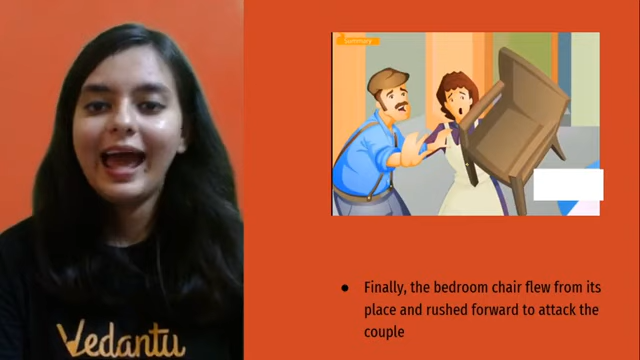 Summary
Vedantu
● Finally, the bedroom chair flew from its
place and rushed forward to attack the
couple